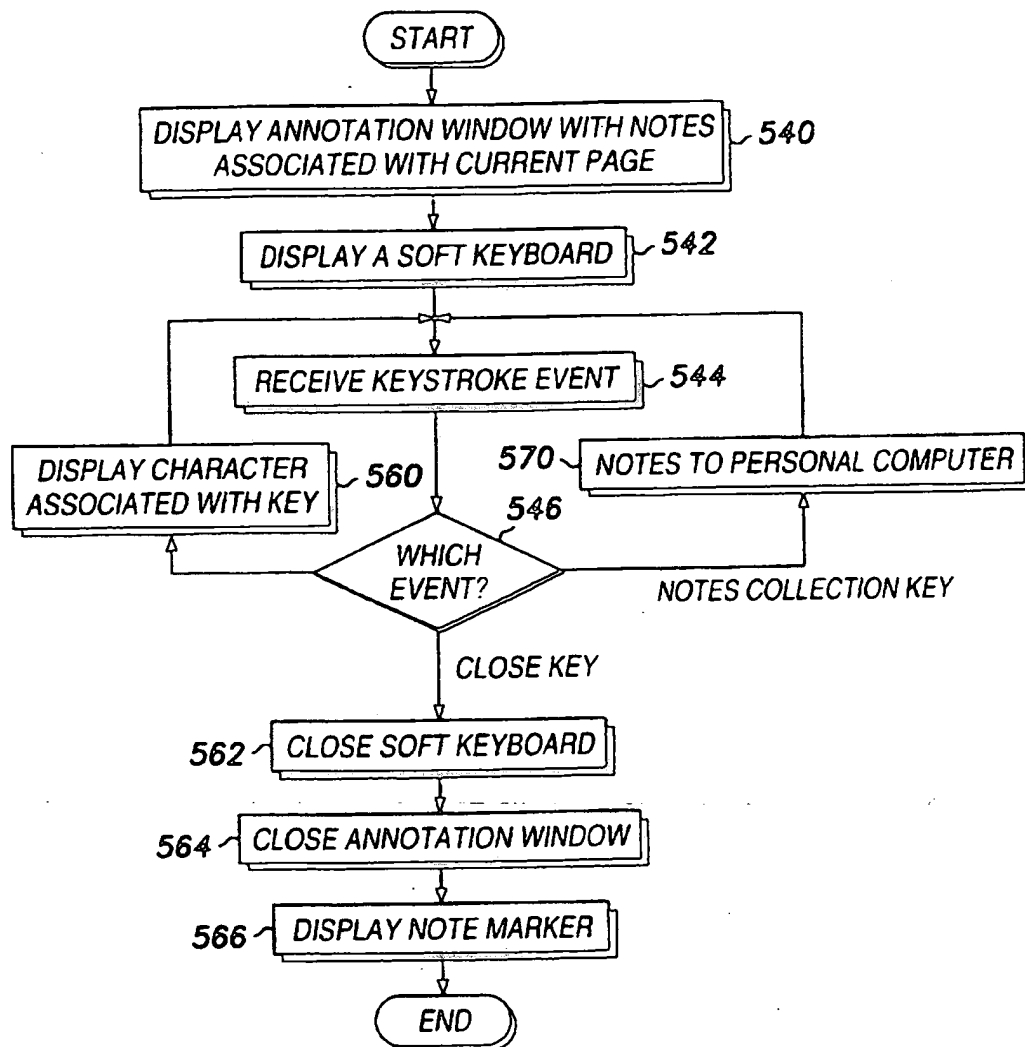 START
DISPLAY ANNOTATION WINDOW WITH NOTES
ASSOCIATED WITH CURRENT PAGE
540
DISPLAY A SOFT KEYBOARD
542
RECEIVE KEYSTROKE EVENT
544
DISPLAY CHARACTER
ASSOCIATED WITH KEY
560
570
NOTES TO PERSONAL COMPUTER
546
WHICH
EVENT?
NOTES COLLECTION KEY
CLOSE KEY
562
CLOSE SOFT KEYBOARD
564
CLOSE ANNOTATION WINDOW
566
DISPLAY NOTE MARKER
END